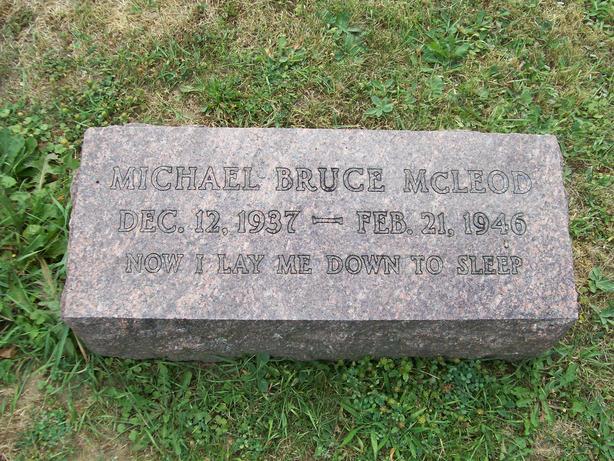 MICHAEL BRUCE MCLEOD
DEC. 12, 1937 — FEB. 21, 1946
NOW I LAY ME DOWN TO SLEEP